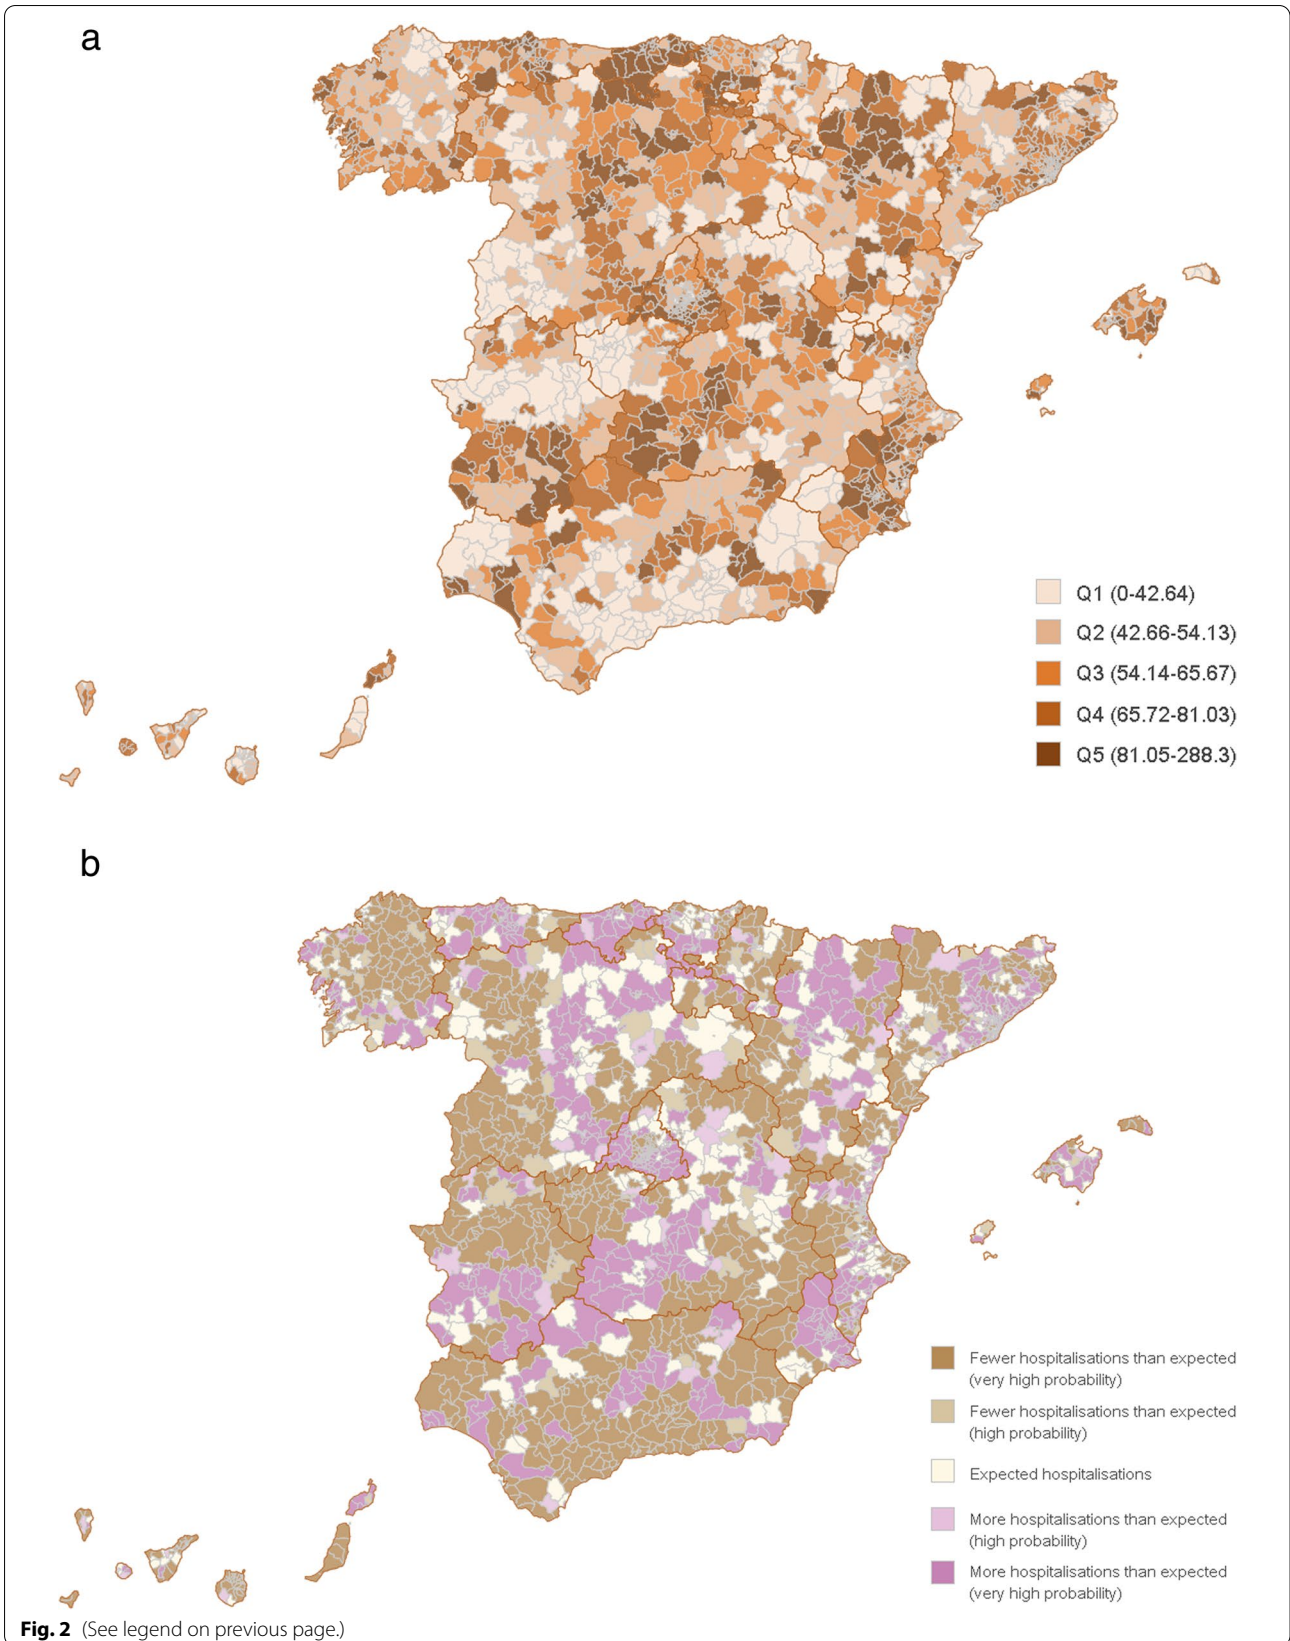 a
Q1 (0-42.64)
Q2 (42.66-54.13)
Q3 (54.14-65.67)
Q4 (65.72-81.03)
Q5 (81.05-288.3)
b
Fewer hospitalisations than expected
(very high probability)
Fewer hospitalisations than expected
(high probability)
Expected hospitalisations
More hospitalisations than expected
(high probability)
More hospitalisations than expected
(very high probability)
Fig. 2 (See legend on previous page.)